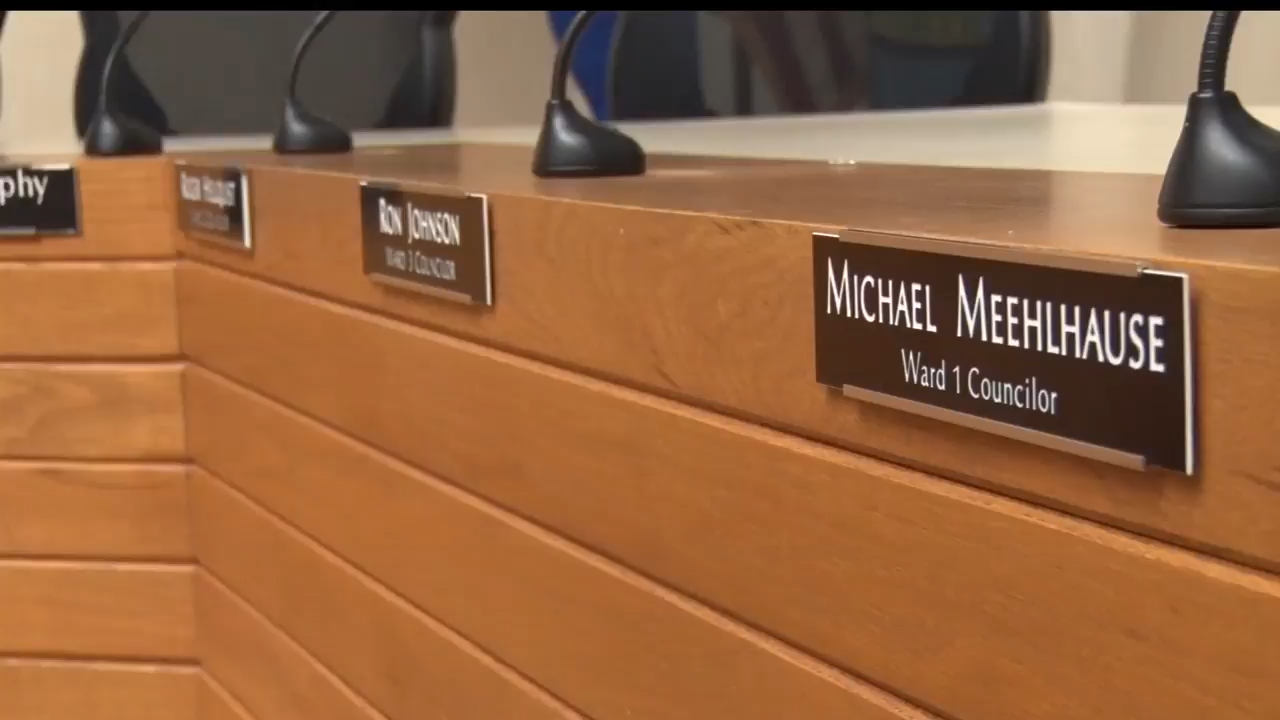 phy
Ron Johnson
Ward 3 Councilor
Michael Meehlhause
Ward 1 Councilor